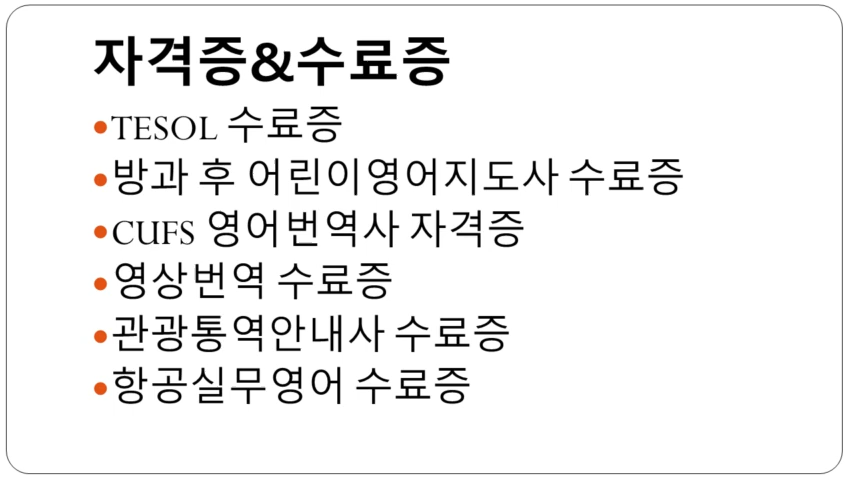 자격증&수료증
•TESOL 수료증
•방과 후 어린이영어지도사 수료증
•CUFS 영어번역사 자격증
•영상번역 수료증
•관광통역안내사 수료증
•항공실무영어 수료증